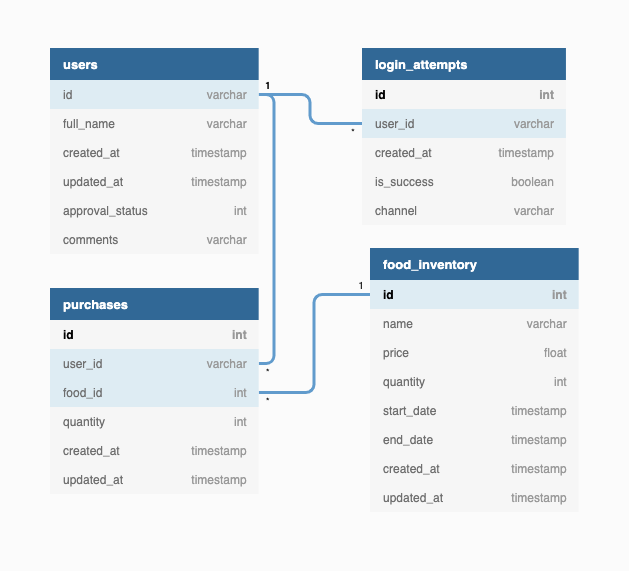 users
id varchar
full_name varchar
created_at timestamp
updated_at timestamp
approval_status int
comments varchar
1
*
*
login_attempts
id int
user_id varchar
created_at timestamp
is_success boolean
channel varchar
purchases
id int
user_id varchar
food_id int
quantity int
created_at timestamp
updated_at timestamp
*
1
food_inventory
id int
name varchar
price float
quantity int
start_date timestamp
end_date timestamp
created_at timestamp
updated_at timestamp